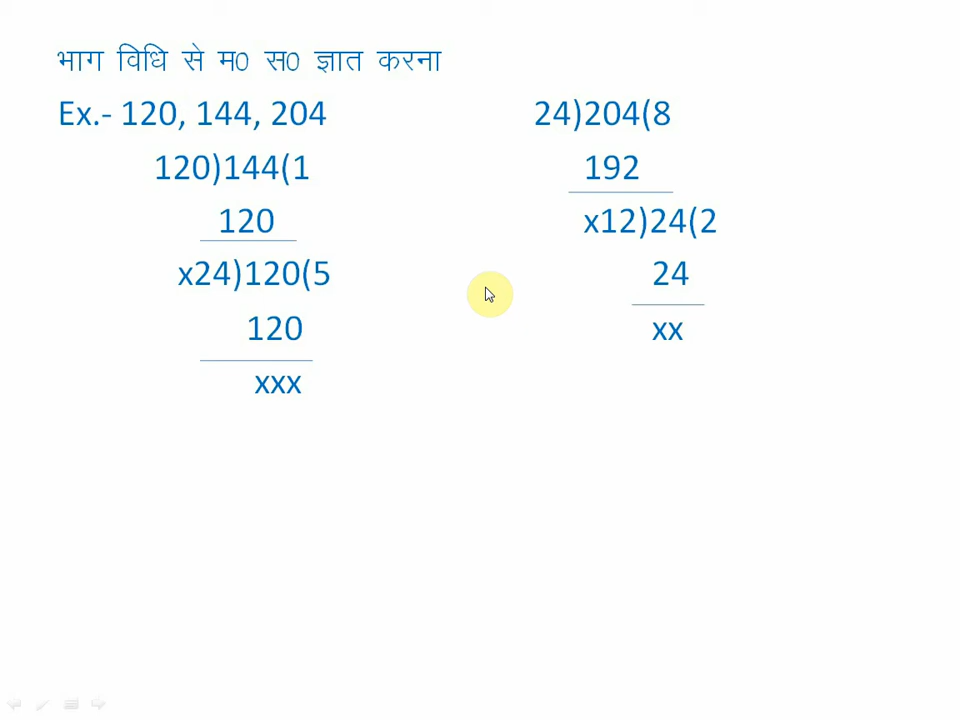 भाग विधि से म0 स0 ज्ञात करना
Ex.- 120, 144, 204
120)144(1
120
x24)120(5
120
xxx
24)204(8
192
x12)24(2
24
xx